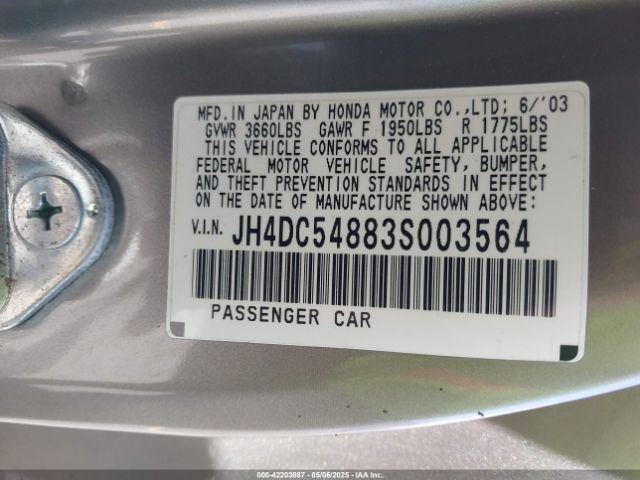 MFD. IN JAPAN BY HONDA MOTOR CO.,LTD; 6/'03
GVWR 3660LBS GAWR F 1950LBS R 1775LBS
THIS VEHICLE CONFORMS TO ALL APPLICABLE
FEDERAL MOTOR VEHICLE SAFETY, BUMPER,
AND THEFT PREVENTION STANDARDS IN EFFECT
ON THE DATE OF MANUFACTURE SHOWN ABOVE:
V.I.N. JH4DC54883S003564
PASSENGER CAR
000-42203887 - 05/06/2025 - IAA Inc.